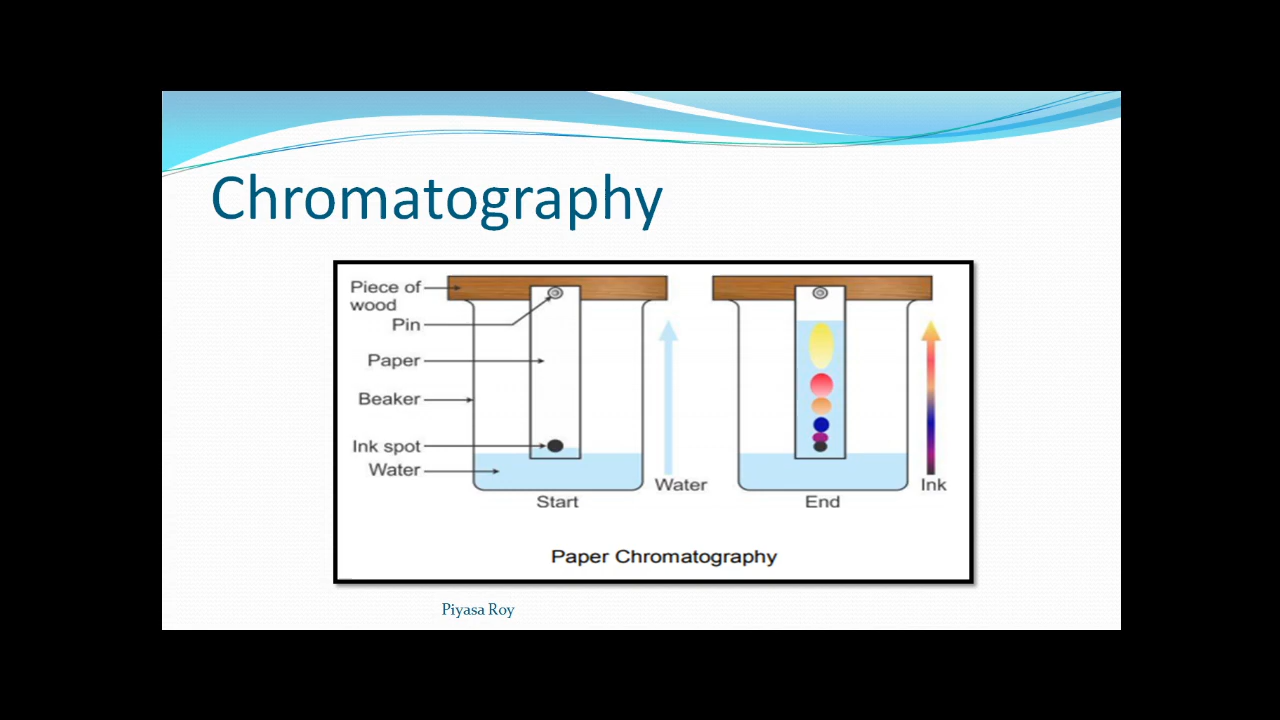 Chromatography
Piece of
wood
Pin
Paper
Beaker
Ink spot
Water
Water
Ink
Start
End
Paper Chromatography
Piyasa Roy